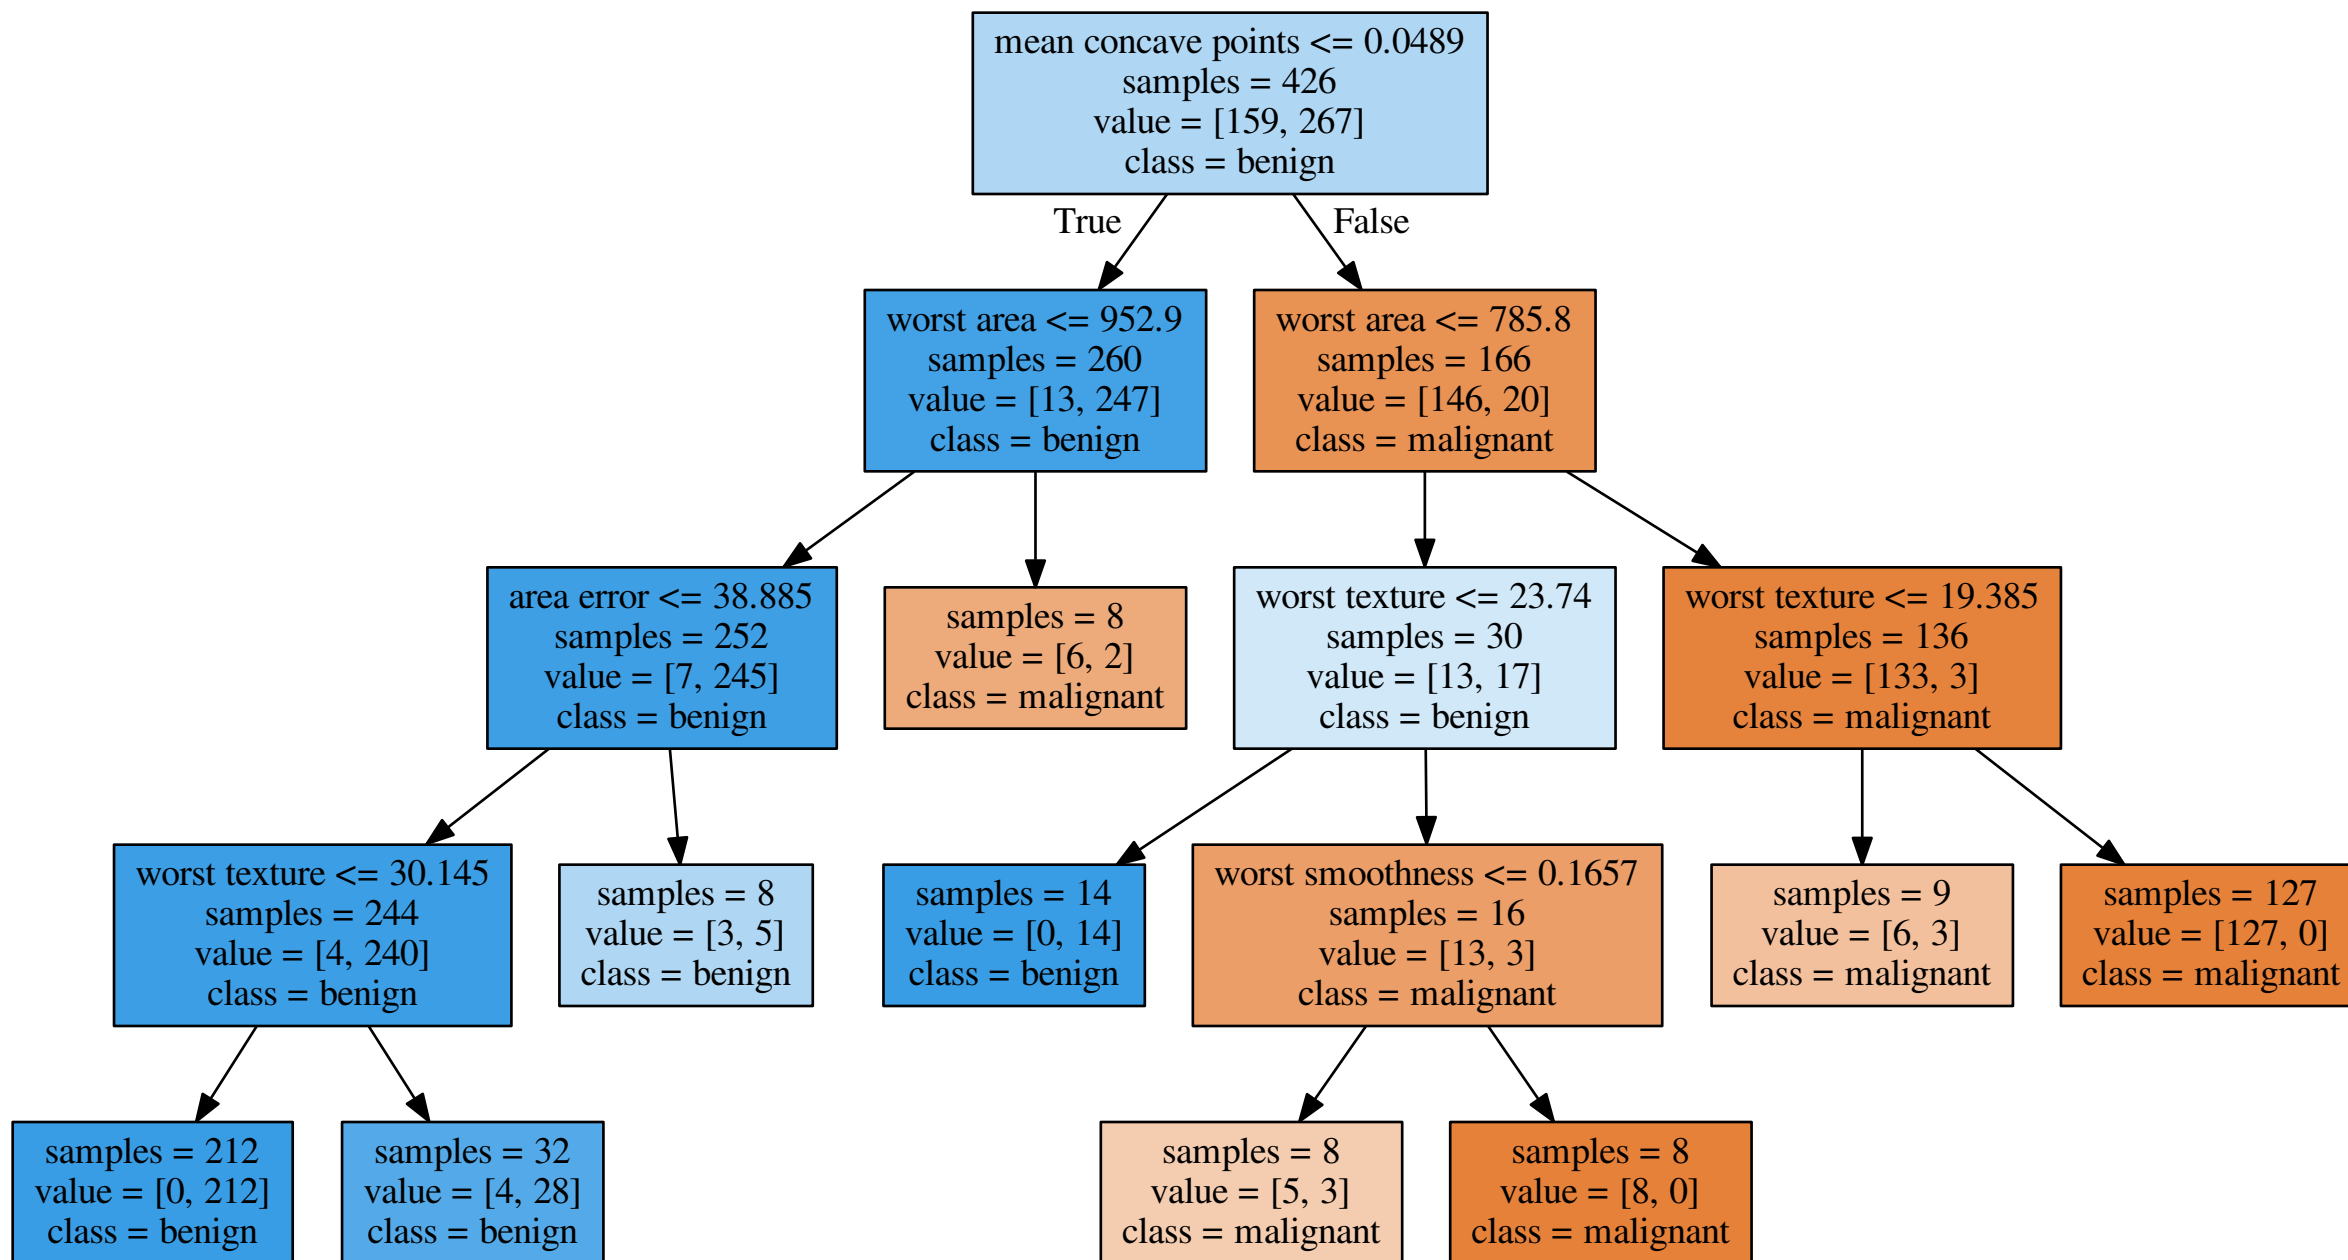 mean concave points <= 0.0489
samples = 426
value = [159, 267]
class = benign
True
False
worst area <= 952.9
samples = 260
value = [13, 247]
class = benign
worst area <= 785.8
samples = 166
value = [146, 20]
class = malignant
area error <= 38.885
samples = 252
value = [7, 245]
class = benign
samples = 8
value = [6, 2]
class = malignant
worst texture <= 23.74
samples = 30
value = [13, 17]
class = benign
worst texture <= 19.385
samples = 136
value = [133, 3]
class = malignant
worst texture <= 30.145
samples = 244
value = [4, 240]
class = benign
samples = 8
value = [3, 5]
class = benign
samples = 14
value = [0, 14]
class = benign
worst smoothness <= 0.1657
samples = 16
value = [13, 3]
class = malignant
samples = 9
value = [6, 3]
class = malignant
samples = 127
value = [127, 0]
class = malignant
samples = 212
value = [0, 212]
class = benign
samples = 32
value = [4, 28]
class = benign
samples = 8
value = [5, 3]
class = malignant
samples = 8
value = [8, 0]
class = malignant